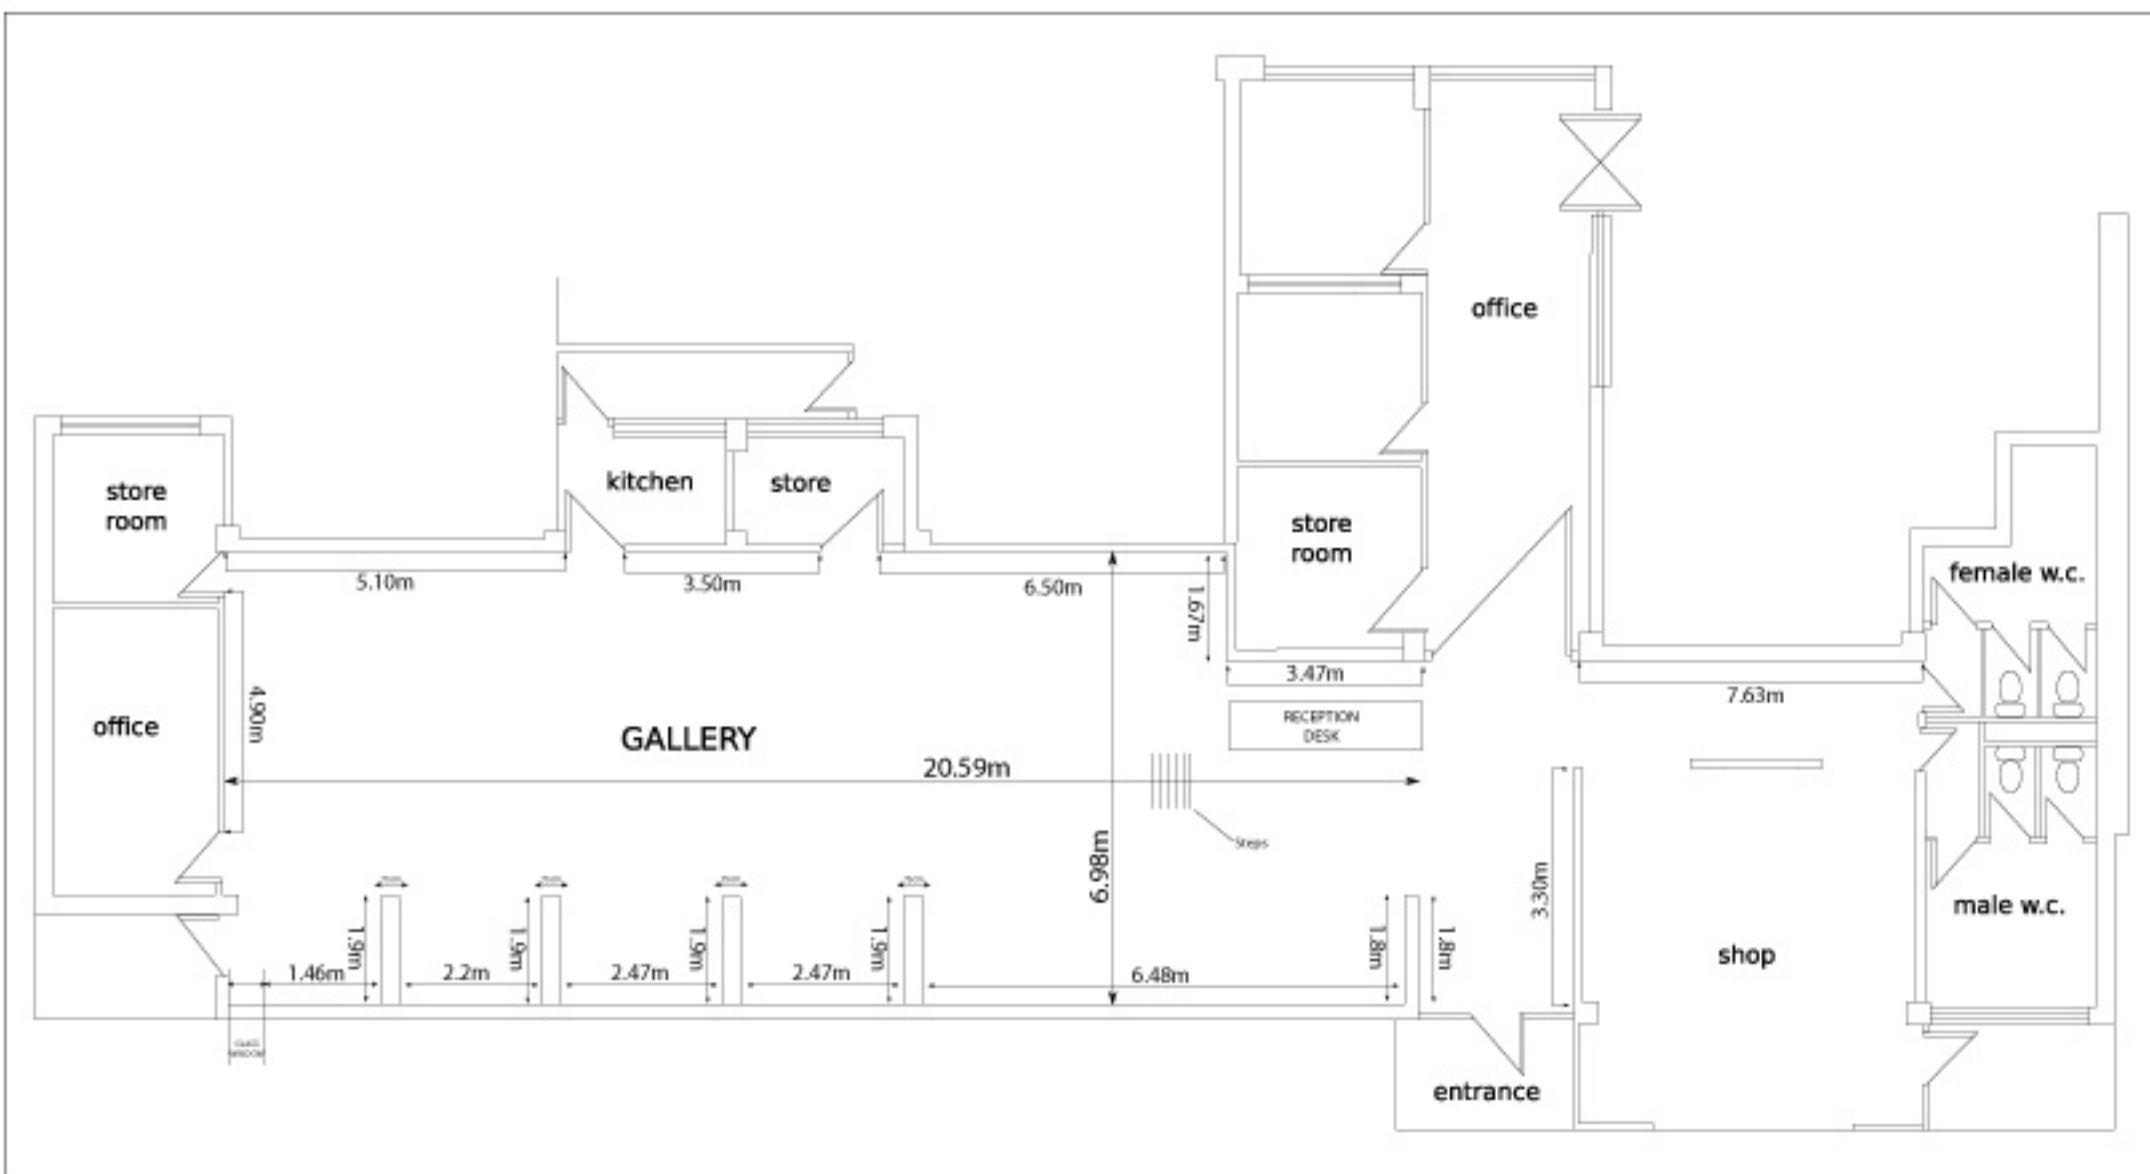 office
store
room
kitchen
store
store
room
female w.c.
5.10m
3.50m
6.50m
1.67m
3.47m
7.63m
RECEPTION
DESK
office
4.90m
GALLERY
20.59m
Steps
6.98m
3.30m
male w.c.
shop
1.9m
1.9m
1.9m
1.9m
1.8m
1.8m
1.46m
2.2m
2.47m
2.47m
6.48m
GLASS
WINDOW
entrance